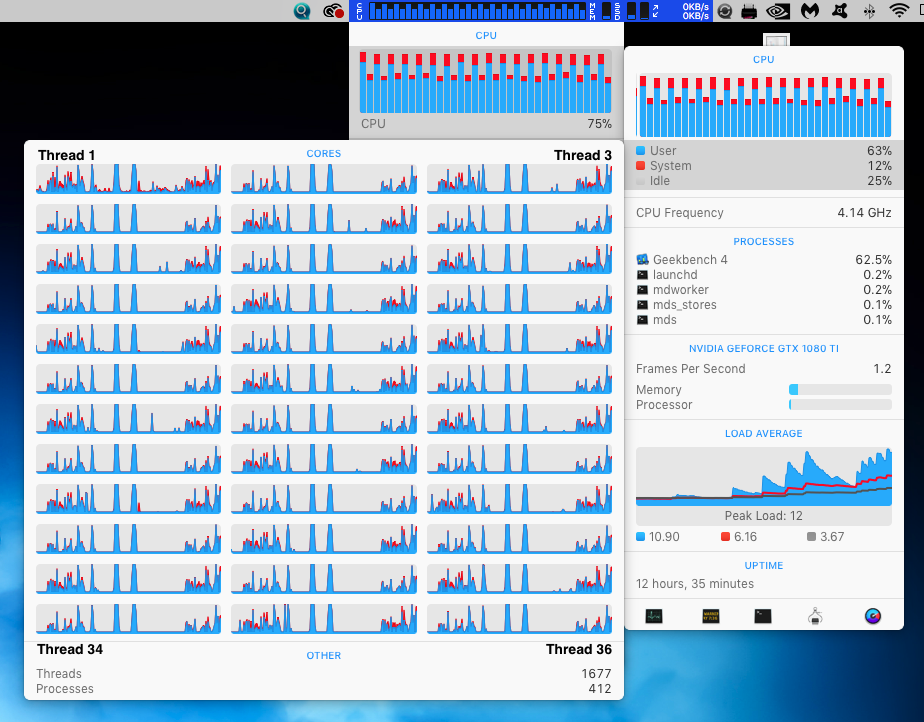 CPU
MEM
SSD
0KB/s
0KB/s
CPU
CPU 75%
CPU
User 63%
System 12%
Idle 25%
CPU Frequency 4.14 GHz
PROCESSES
Geekbench 4 62.5%
launchd 0.2%
mdworker 0.2%
mds_stores 0.1%
mds 0.1%
NVIDIA GEFORCE GTX 1080 TI
Frames Per Second 1.2
Memory
Processor
LOAD AVERAGE
Peak Load: 12
10.90 6.16 3.67
UPTIME
12 hours, 35 minutes
Thread 1 CORES Thread 3
Thread 34 OTHER Thread 36
Threads 1677
Processes 412